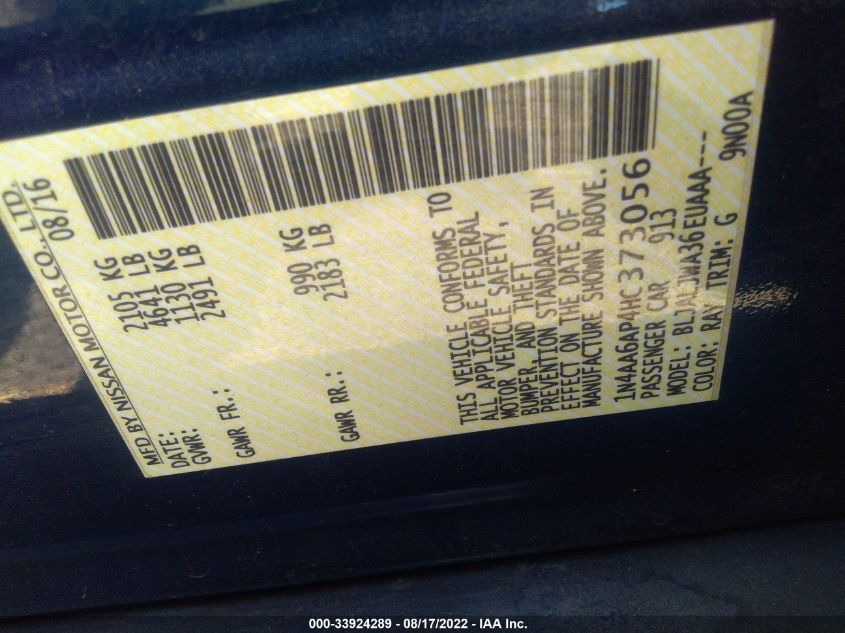 MFD BY NISSAN MOTOR CO., LTD.
DATE: 08/16
GVWR: 2105 KG
4641 LB
GAWR FR.: 1130 KG
2491 LB
GAWR RR.: 990 KG
2183 LB
THIS VEHICLE CONFORMS TO
ALL APPLICABLE FEDERAL
MOTOR VEHICLE SAFETY,
BUMPER, AND THEFT
PREVENTION STANDARDS IN
EFFECT ON THE DATE OF
MANUFACTURE SHOWN ABOVE.
1N4AA6AP4HC373056
PASSENGER CAR 913
MODEL: EUAAA---
COLOR: RAY TRIM: G 9N00A
000-33924289 - 08/17/2022 - IAA Inc.